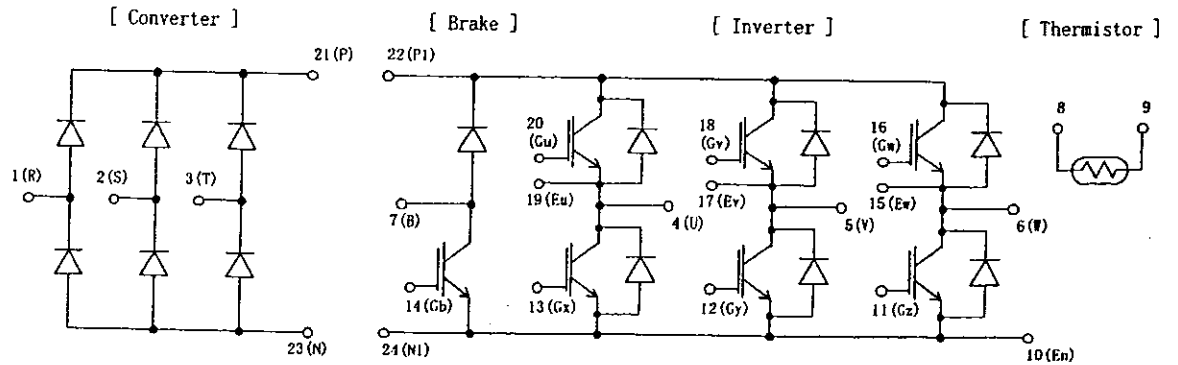 [ Converter ]
[ Brake ]
[ Inverter ]
[ Thermistor ]
21(P)
22(P1)
20
(Gu)
18
(Gv)
16
(Gw)
8
9
1(R)
2(S)
3(T)
19(Eu)
17(Ev)
15(Ew)
7(B)
4(U)
5(V)
6(W)
14(Gb)
13(Gx)
12(Gy)
11(Gz)
23(N)
24(N1)
10(En)